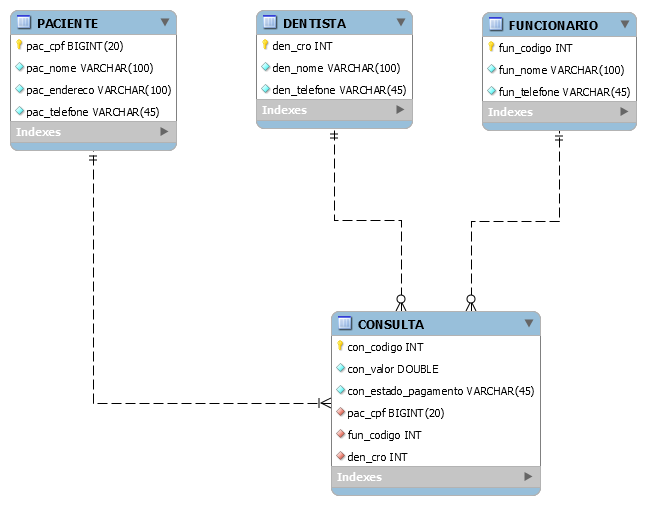 PACIENTE
pac_cpf BIGINT(20)
pac_nome VARCHAR(100)
pac_endereco VARCHAR(100)
pac_telefone VARCHAR(45)
Indexes
DENTISTA
den_cro INT
den_nome VARCHAR(100)
den_telefone VARCHAR(45)
Indexes
FUNCIONARIO
fun_codigo INT
fun_nome VARCHAR(100)
fun_telefone VARCHAR(45)
Indexes
CONSULTA
con_codigo INT
con_valor DOUBLE
con_estado_pagamento VARCHAR(45)
pac_cpf BIGINT(20)
fun_codigo INT
den_cro INT
Indexes